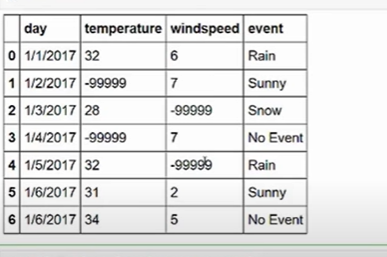 day temperature windspeed event
0 1/1/2017 32 6 Rain
1 1/2/2017 -99999 7 Sunny
2 1/3/2017 28 -99999 Snow
3 1/4/2017 -99999 7 No Event
4 1/5/2017 32 -99999 Rain
5 1/6/2017 31 2 Sunny
6 1/6/2017 34 5 No Event